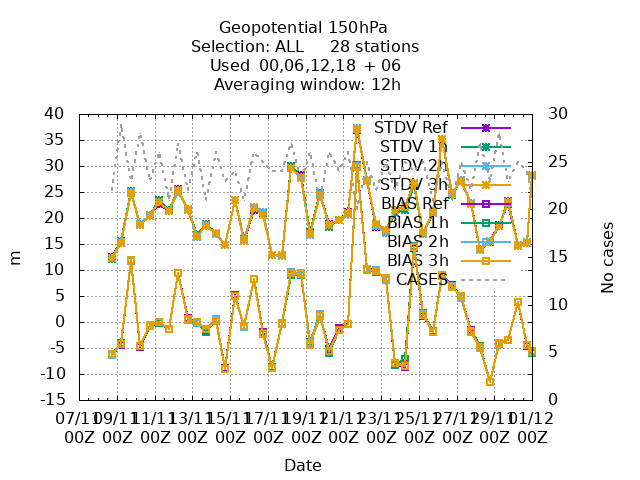 Geopotential 150hPa
Selection: ALL 28 stations
Used 00,06,12,18 + 06
Averaging window: 12h
40 30
35
30 25
25
20 20
15 15
10
5 10
0
-5 5
-10
-15 0
m
No cases
STDV Ref
STDV 1h
STDV 2h
STDV 3h
BIAS Ref
BIAS 1h
BIAS 2h
BIAS 3h
CASES
07/11 09/11 11/11 13/11 15/11 17/11 19/11 21/11 23/11 25/11 27/11 29/11 01/12
00Z 00Z 00Z 00Z 00Z 00Z 00Z 00Z 00Z 00Z 00Z 00Z 00Z
Date